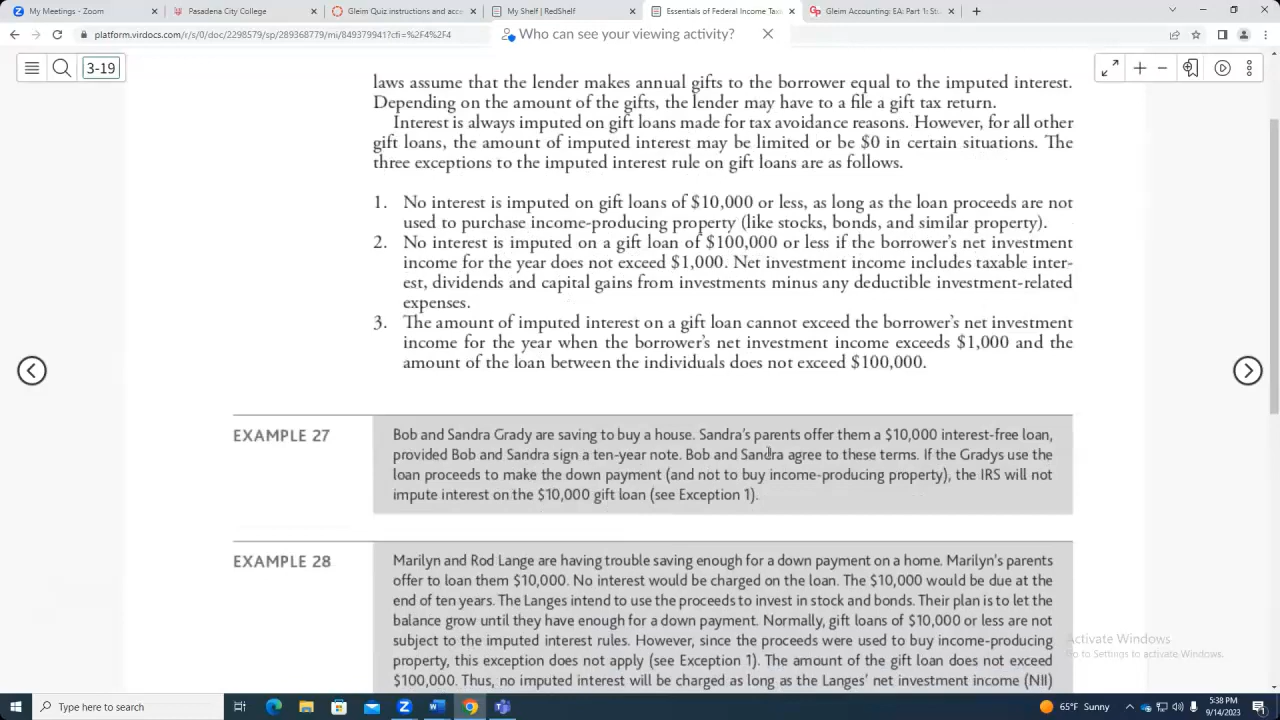 My Meetings - Zoom
Pasadena City College
Gleim Quiz instructions and acce
My Shelf | RedShelf
Essentials of Federal Income Tax
Gleim Accounting: EA: Part 1: St
platform.virdocs.com/r/s/0/doc/2298579/sp/289368779/mi/849379941?cfi=%2F4%2F4
Who can see your viewing activity?
3-19
laws assume that the lender makes annual gifts to the borrower equal to the imputed interest.
Depending on the amount of the gifts, the lender may have to a file a gift tax return.
Interest is always imputed on gift loans made for tax avoidance reasons. However, for all other
gift loans, the amount of imputed interest may be limited or be $0 in certain situations. The
three exceptions to the imputed interest rule on gift loans are as follows.
1. No interest is imputed on gift loans of $10,000 or less, as long as the loan proceeds are not
used to purchase income-producing property (like stocks, bonds, and similar property).
2. No interest is imputed on a gift loan of $100,000 or less if the borrower's net investment
income for the year does not exceed $1,000. Net investment income includes taxable inter-
est, dividends and capital gains from investments minus any deductible investment-related
expenses.
3. The amount of imputed interest on a gift loan cannot exceed the borrower's net investment
income for the year when the borrower's net investment income exceeds $1,000 and the
amount of the loan between the individuals does not exceed $100,000.
EXAMPLE 27
Bob and Sandra Grady are saving to buy a house. Sandra's parents offer them a $10,000 interest-free loan,
provided Bob and Sandra sign a ten-year note. Bob and Sandra agree to these terms. If the Gradys use the
loan proceeds to make the down payment (and not to buy income-producing property), the IRS will not
impute interest on the $10,000 gift loan (see Exception 1).
EXAMPLE 28
Marilyn and Rod Lange are having trouble saving enough for a down payment on a home. Marilyn's parents
offer to loan them $10,000. No interest would be charged on the loan. The $10,000 would be due at the
end of ten years. The Langes intend to use the proceeds to invest in stock and bonds. Their plan is to let the
balance grow until they have enough for a down payment. Normally, gift loans of $10,000 or less are not
subject to the imputed interest rules. However, since the proceeds were used to buy income-producing
property, this exception does not apply (see Exception 1). The amount of the gift loan does not exceed
$100,000. Thus, no imputed interest will be charged as long as the Langes' net investment income (NII)
Activate Windows
Go to Settings to activate Windows.
Type here to search
65°F Sunny
5:38 PM
9/14/2023